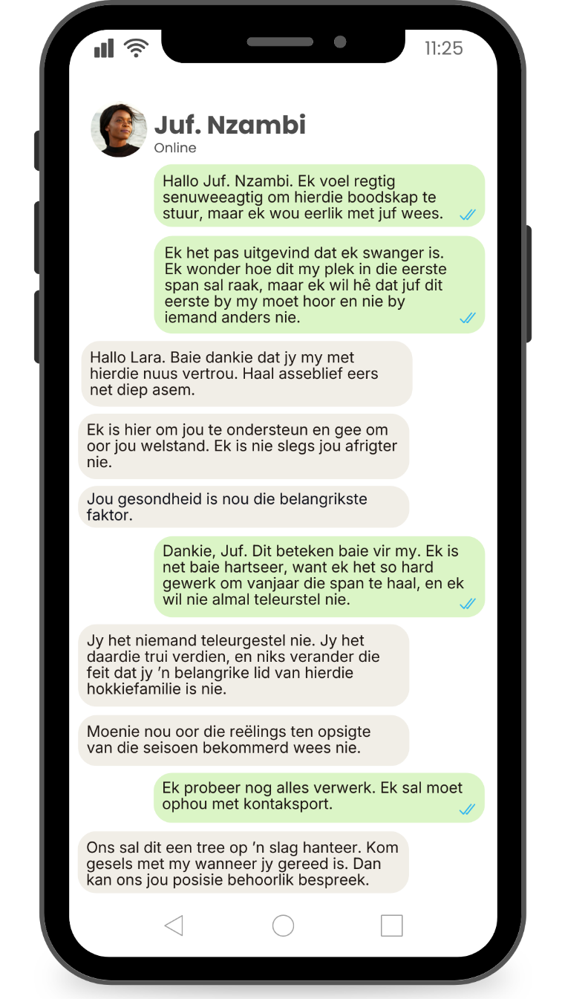 11:25
Juf. Nzambi
Online
Hallo Juf. Nzambi. Ek voel regtig
senuweeagtig om hierdie boodskap te
stuur, maar ek wou eerlik met juf wees.
Ek het pas uitgevind dat ek swanger is.
Ek wonder hoe dit my plek in die eerste
span sal raak, maar ek wil hê dat juf dit
eerste by my moet hoor en nie by
iemand anders nie.
Hallo Lara. Baie dankie dat jy my met
hierdie nuus vertrou. Haal asseblief eers
net diep asem.
Ek is hier om jou te ondersteun en gee om
oor jou welstand. Ek is nie slegs jou afrigter
nie.
Jou gesondheid is nou die belangrikste
faktor.
Dankie, Juf. Dit beteken baie vir my. Ek is
net baie hartseer, want ek het so hard
gewerk om vanjaar die span te haal, en ek
wil nie almal teleurstel nie.
Jy het niemand teleurgestel nie. Jy het
daardie trui verdien, en niks verander die
feit dat jy ’n belangrike lid van hierdie
hokkiefamilie is nie.
Moenie nou oor die reëlings ten opsigte
van die seisoen bekommerd wees nie.
Ek probeer nog alles verwerk. Ek sal moet
ophou met kontaksport.
Ons sal dit een tree op ’n slag hanteer. Kom
gesels met my wanneer jy gereed is. Dan
kan ons jou posisie behoorlik bespreek.